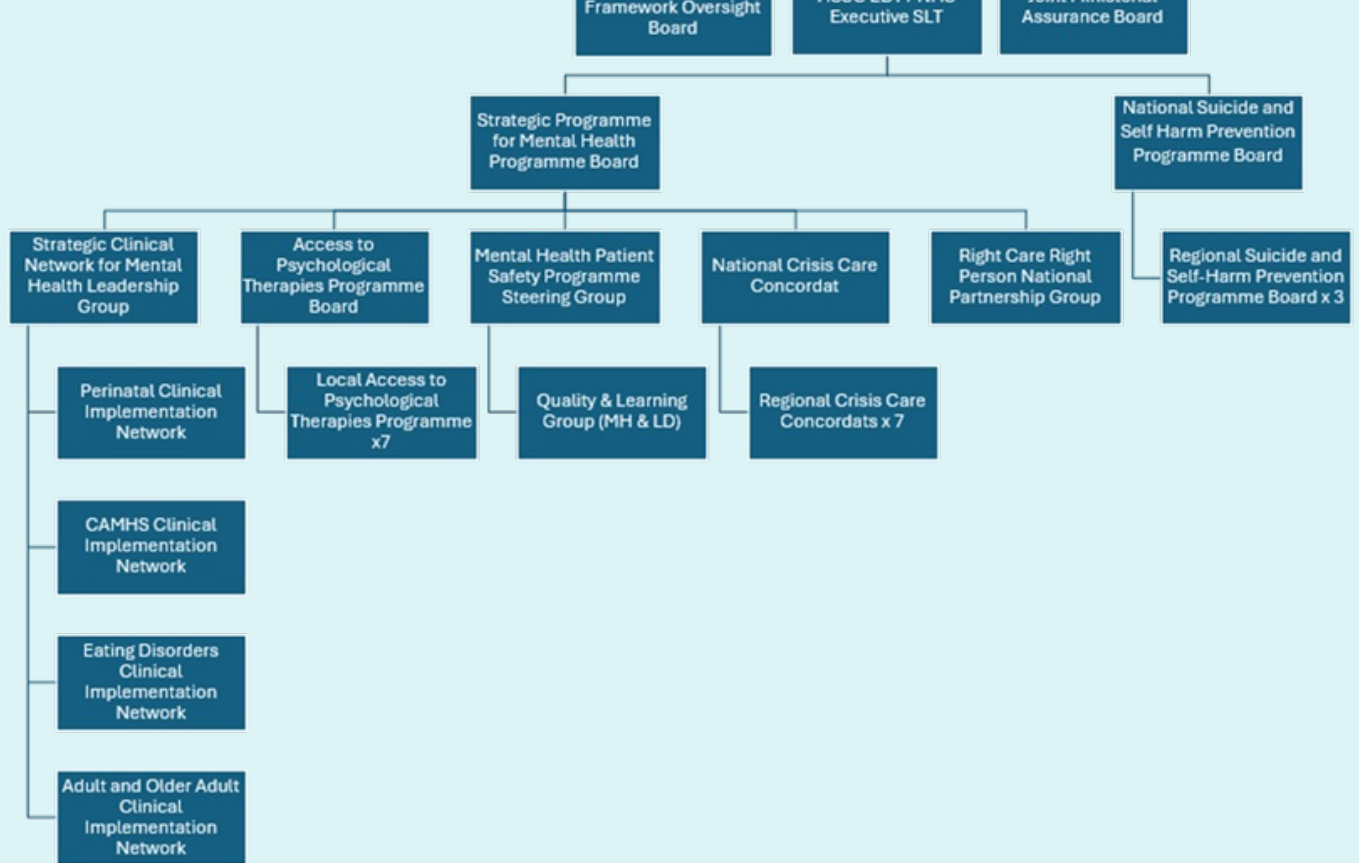 Framework Oversight
Board
Executive SLT
Assurance Board
Strategic Programme
for Mental Health
Programme Board
National Suicide and
Self Harm Prevention
Programme Board
Strategic Clinical
Network for Mental
Health Leadership
Group
Access to
Psychological
Therapies Programme
Board
Mental Health Patient
Safety Programme
Steering Group
National Crisis Care
Concordat
Right Care Right
Person National
Partnership Group
Regional Suicide and
Self-Harm Prevention
Programme Board x 3
Perinatal Clinical
Implementation
Network
Local Access to
Psychological
Therapies Programme
x7
Quality & Learning
Group (MH & LD)
Regional Crisis Care
Concordats x 7
CAMHS Clinical
Implementation
Network
Eating Disorders
Clinical
Implementation
Network
Adult and Older Adult
Clinical
Implementation
Network